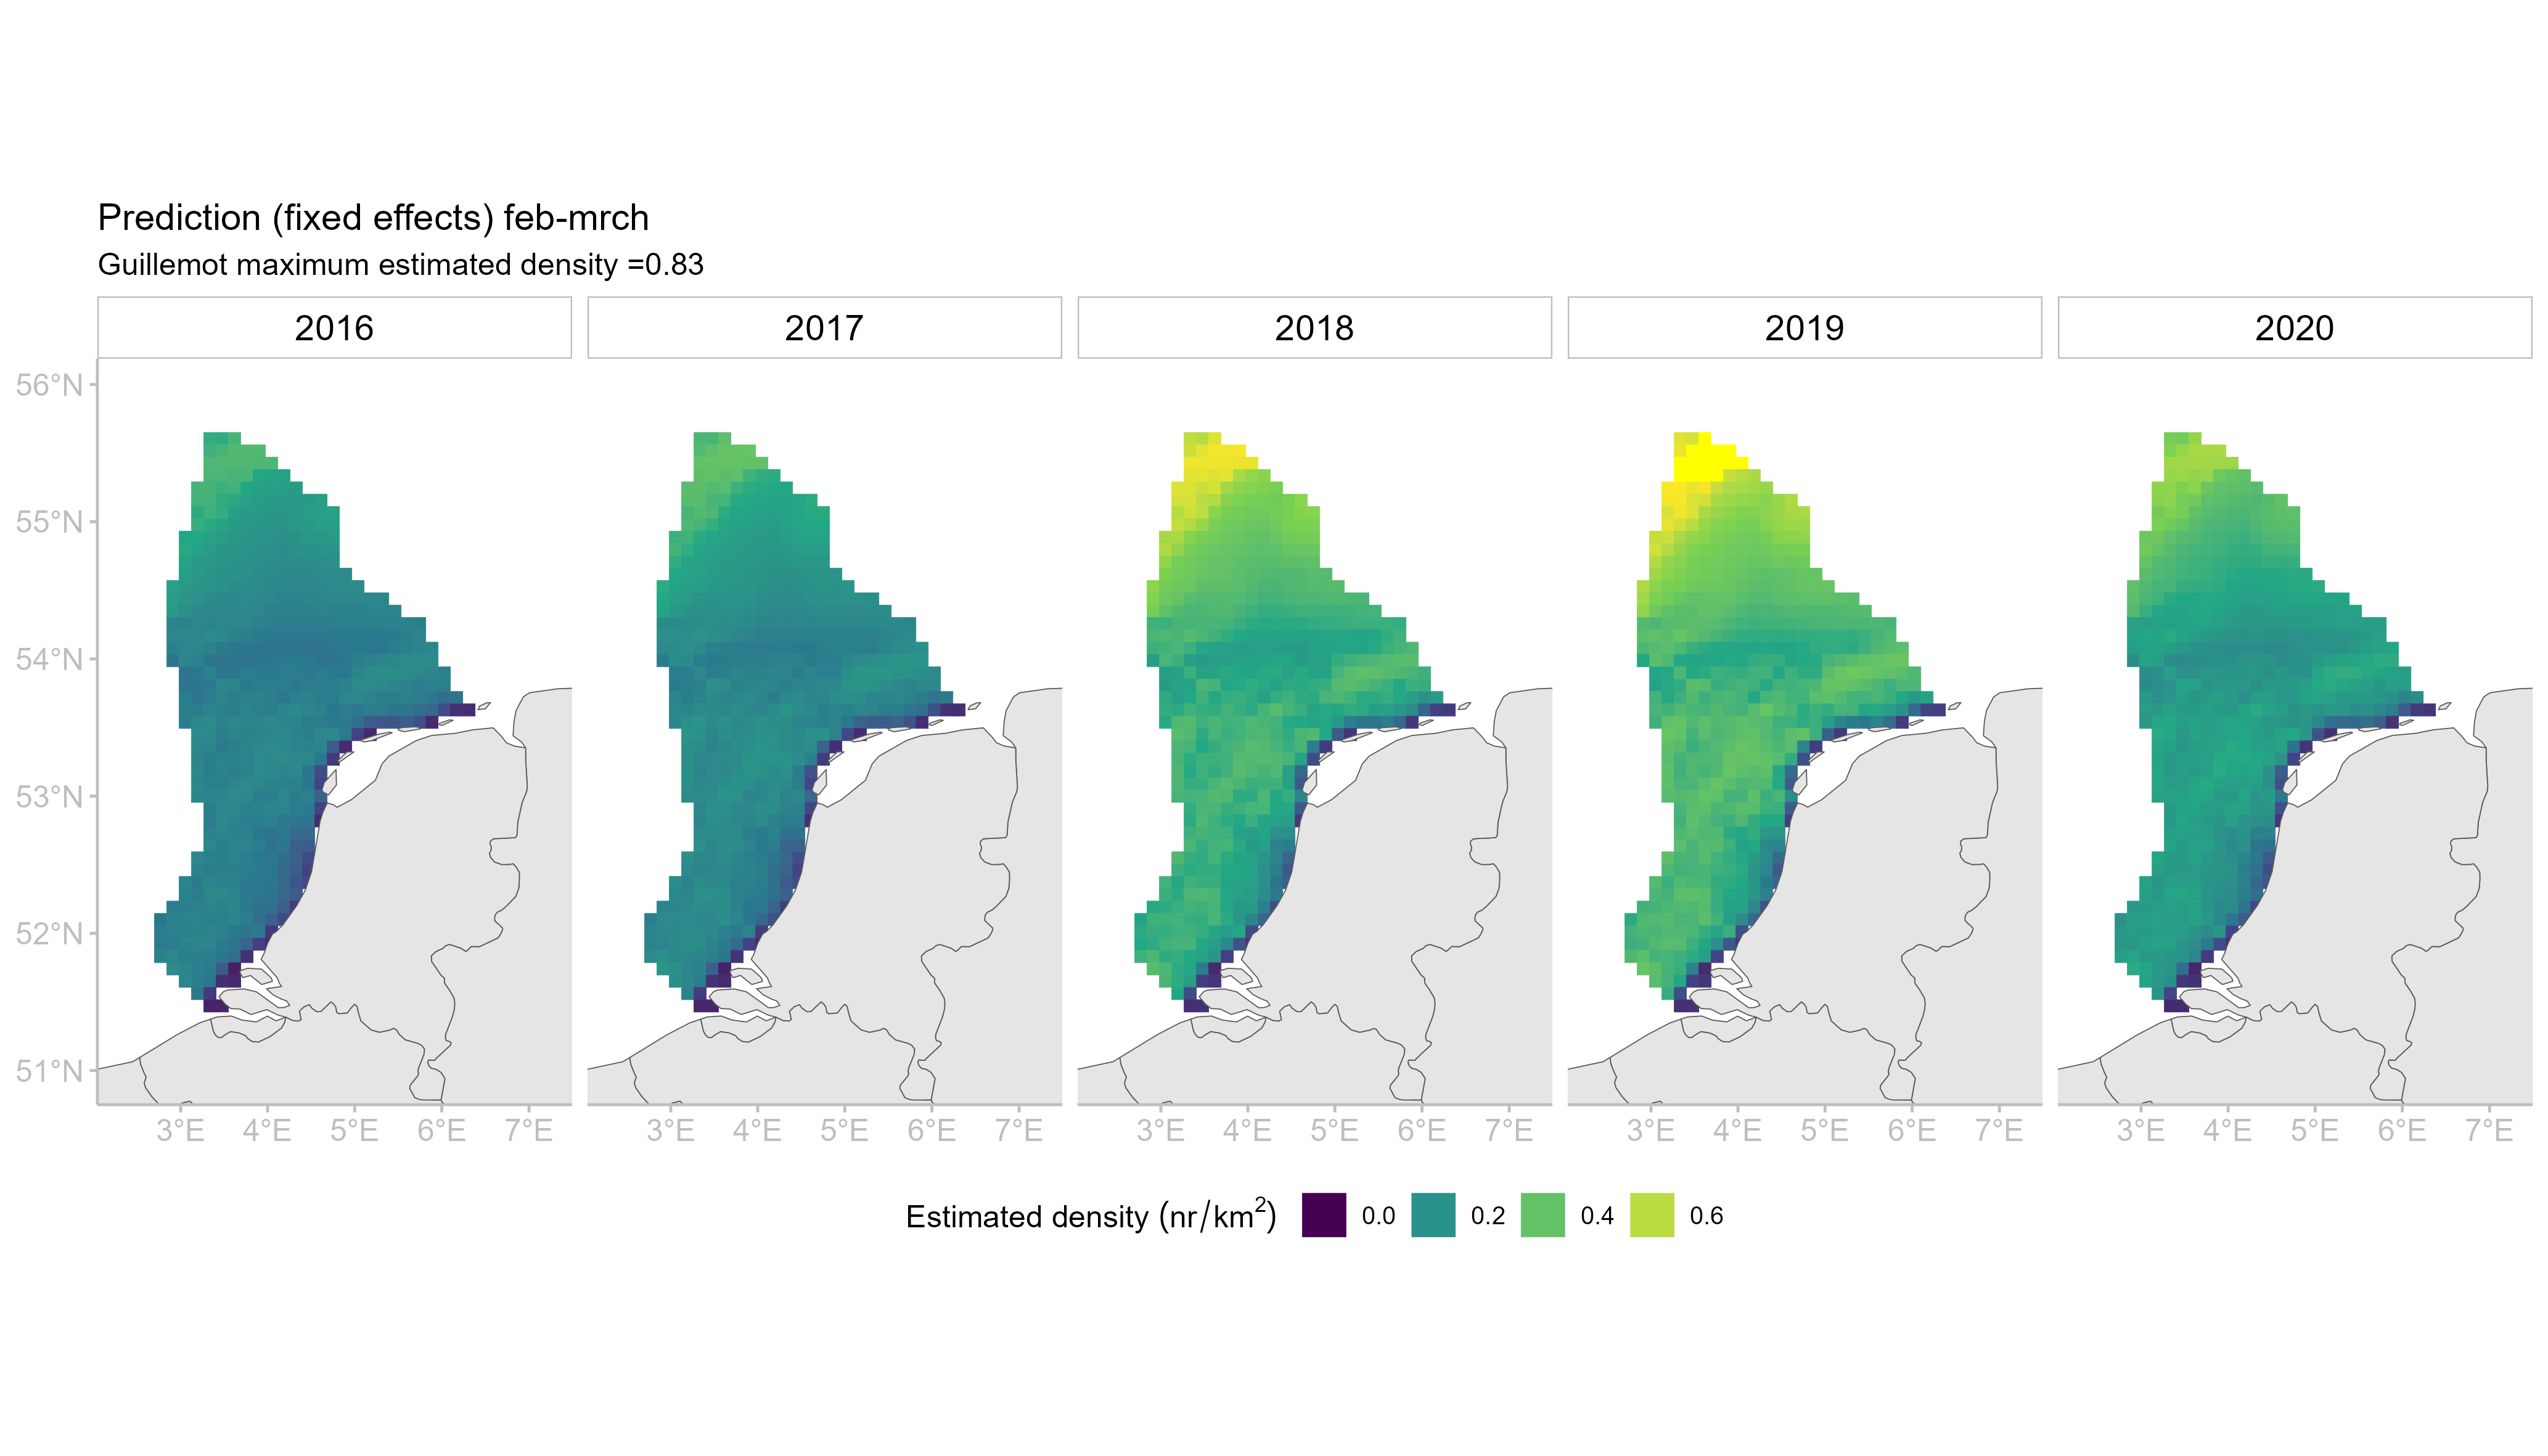 Prediction (fixed effects) feb-mrch
Guillemot maximum estimated density =0.83
2016 2017 2018 2019 2020
56°N
55°N
54°N
53°N
52°N
51°N
3°E 4°E 5°E 6°E 7°E 3°E 4°E 5°E 6°E 7°E 3°E 4°E 5°E 6°E 7°E 3°E 4°E 5°E 6°E 7°E 3°E 4°E 5°E 6°E 7°E
Estimated density (nr/km²) 0.0 0.2 0.4 0.6